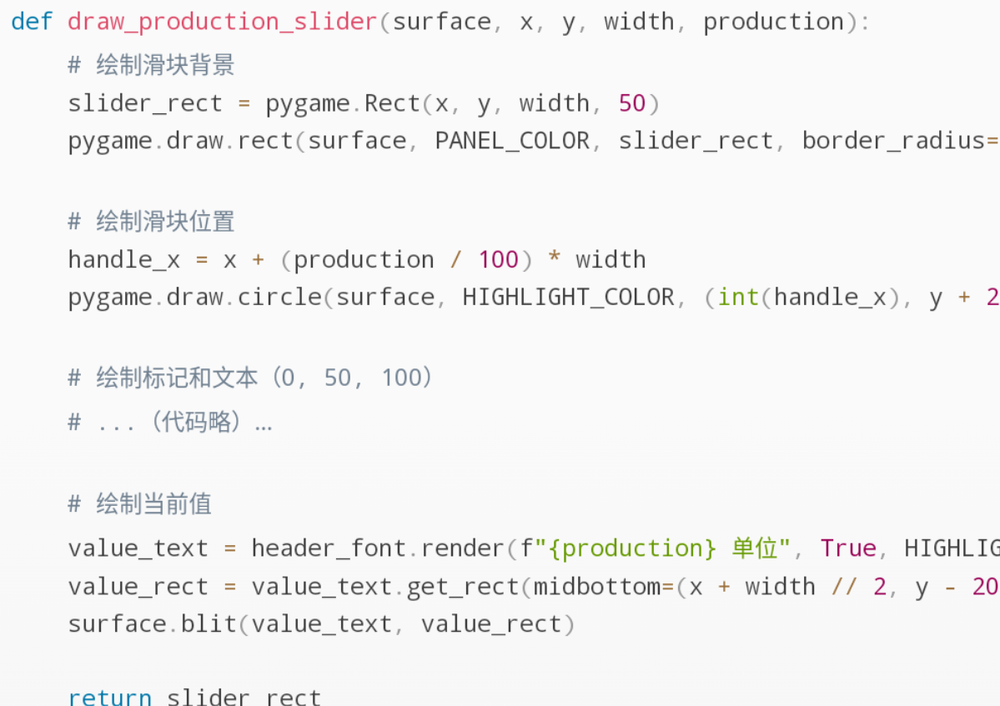 def draw_production_slider(surface, x, y, width, production):
    # 绘制滑块背景
    slider_rect = pygame.Rect(x, y, width, 50)
    pygame.draw.rect(surface, PANEL_COLOR, slider_rect, border_radius=
    # 绘制滑块位置
    handle_x = x + (production / 100) * width
    pygame.draw.circle(surface, HIGHLIGHT_COLOR, (int(handle_x), y + 2
    # 绘制标记和文本（0, 50, 100）
    # ...（代码略）…
    # 绘制当前值
    value_text = header_font.render(f"{production} 单位", True, HIGHLIG
    value_rect = value_text.get_rect(midbottom=(x + width // 2, y - 20
    surface.blit(value_text, value_rect)
    return slider_rect